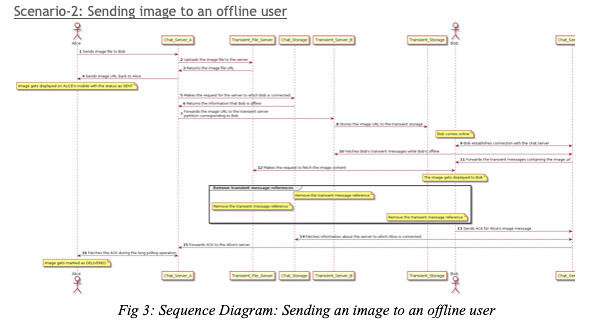 Scenario-2: Sending image to an offline user
Alice
Bob
Chat_Server_A
Transient_File_Server
Chat_Storage
Transient_Server_B
Transient_Storage
Chat_Ser
1 Sends image file to Bob
2 Uploads the image file to the server
3 Returns the image file URL
4 Sends image URL back to Alice
Image gets displayed on ALICE's mobile with the status as SENT
5 Makes the request for the server to which Bob is connected
6 Returns the information that Bob is offline
7 Forwards the image URL to the transient server
partition corresponding to Bob
8 Stores the image URL to the transient storage
Bob comes online
9 Bob establishes connection with the chat server
10 Fetches Bob's transient messages while Bob is offline
11 Forwards the transient messages containing the image url
12 Makes the request to fetch the image content
The image gets displayed to Bob
Remove transient message references
Remove the transient message reference
Remove the transient message reference
Remove the transient message reference
13 Sends ACK for Alice's image message
14 Fetches information about the server to which Alice is connected
15 Forwards ACK to the Alice's server
16 Fetches the ACK during the long polling operation
Image gets marked as DELIVERED
Chat_Server_A
Transient_File_Server
Chat_Storage
Transient_Server_B
Transient_Storage
Chat_Ser
Alice
Bob
Fig 3: Sequence Diagram: Sending an image to an offline user